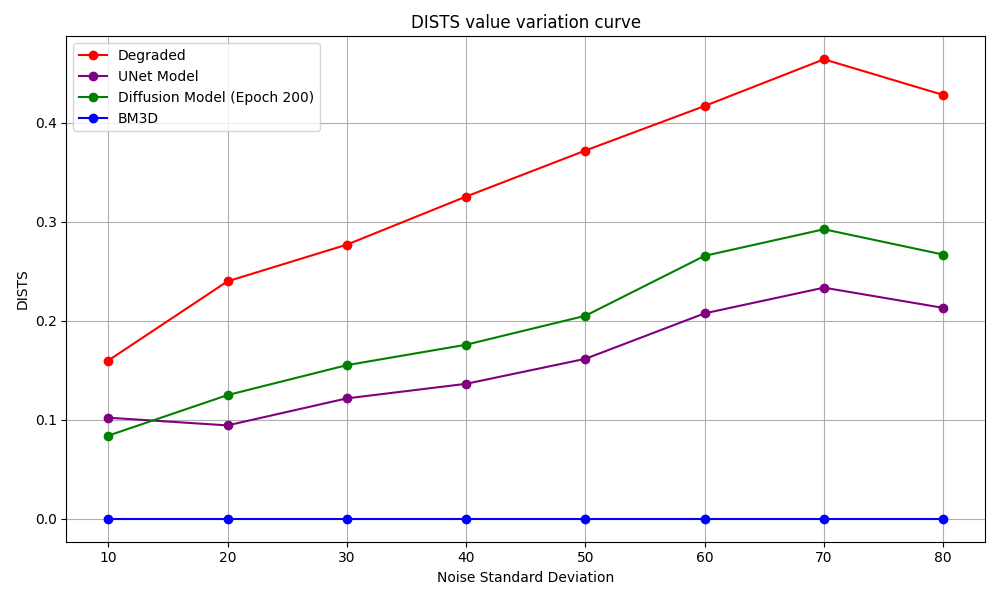 DISTS value variation curve
Degraded
UNet Model
Diffusion Model (Epoch 200)
BM3D
DISTS
0.4
0.3
0.2
0.1
0.0
10 20 30 40 50 60 70 80
Noise Standard Deviation